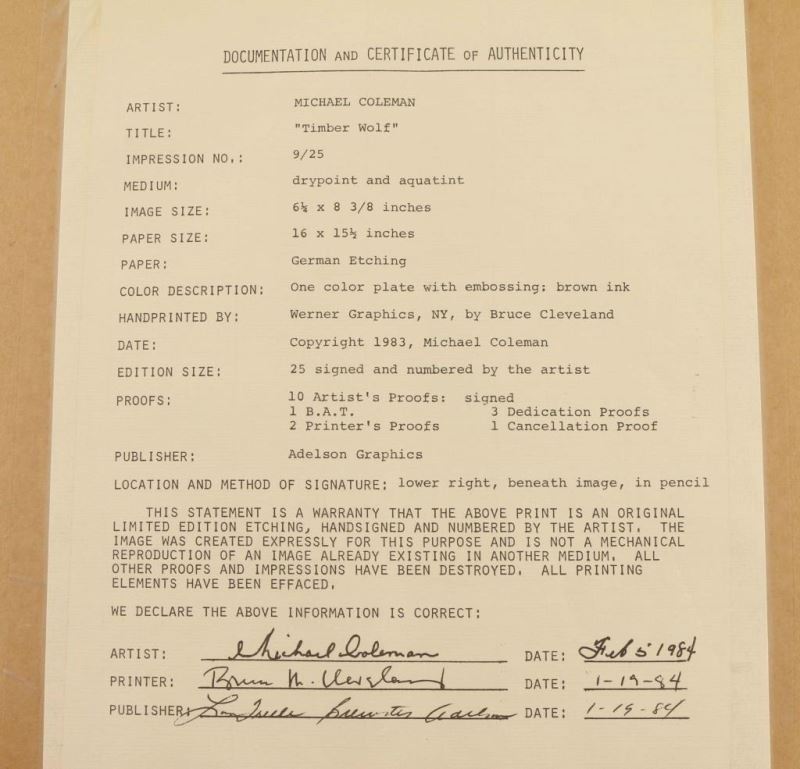 DOCUMENTATION AND CERTIFICATE OF AUTHENTICITY
ARTIST: MICHAEL COLEMAN
TITLE: "Timber Wolf"
IMPRESSION NO.: 9/25
MEDIUM: drypoint and aquatint
IMAGE SIZE: 6¼ x 8 3/8 inches
PAPER SIZE: 16 x 15½ inches
PAPER: German Etching
COLOR DESCRIPTION: One color plate with embossing: brown ink
HANDPRINTED BY: Werner Graphics, NY, by Bruce Cleveland
DATE: Copyright 1983, Michael Coleman
EDITION SIZE: 25 signed and numbered by the artist
PROOFS: 10 Artist's Proofs: signed
1 B.A.T. 3 Dedication Proofs
2 Printer's Proofs 1 Cancellation Proof
PUBLISHER: Adelson Graphics
LOCATION AND METHOD OF SIGNATURE: lower right, beneath image, in pencil
THIS STATEMENT IS A WARRANTY THAT THE ABOVE PRINT IS AN ORIGINAL
LIMITED EDITION ETCHING, HANDSIGNED AND NUMBERED BY THE ARTIST. THE
IMAGE WAS CREATED EXPRESSLY FOR THIS PURPOSE AND IS NOT A MECHANICAL
REPRODUCTION OF AN IMAGE ALREADY EXISTING IN ANOTHER MEDIUM. ALL
OTHER PROOFS AND IMPRESSIONS HAVE BEEN DESTROYED. ALL PRINTING
ELEMENTS HAVE BEEN EFFACED.
WE DECLARE THE ABOVE INFORMATION IS CORRECT:
ARTIST: Michael Coleman DATE: Feb 5 1984
PRINTER: Bruce M. Cleveland DATE: 1-19-84
PUBLISHER: DATE: 1-19-84